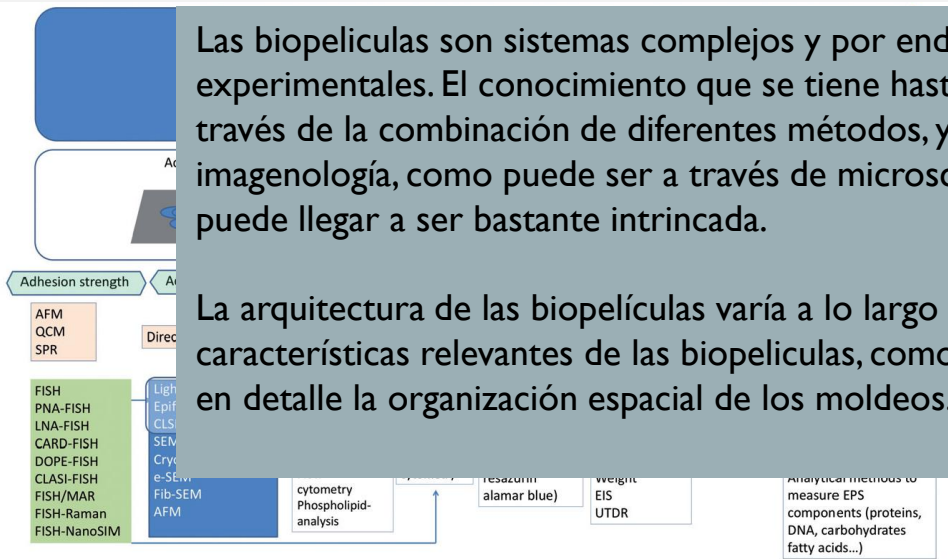 Las biopeliculas son sistemas complejos y por
experimentales. El conocimiento que se tiene
través de la combinación de diferentes métodos, y
imagenología, como puede ser a través de
puede llegar a ser bastante intrincada.
La arquitectura de las biopelículas varía a lo largo
características relevantes de las biopeliculas, como
en detalle la organización espacial de los moldeos.
Adhesion strength
AFM
QCM
SPR
FISH
PNA-FISH
LNA-FISH
CARD-FISH
DOPE-FISH
CLASI-FISH
FISH/MAR
FISH-Raman
FISH-NanoSIM
SEM
e-SEM
Fib-SEM
AFM
cytometry
Phospholipid-
analysis
resazurin
alamar blue)
Weight
EIS
UTDR
Analytical methods to
measure EPS
components (proteins,
DNA, carbohydrates
fatty acids...)